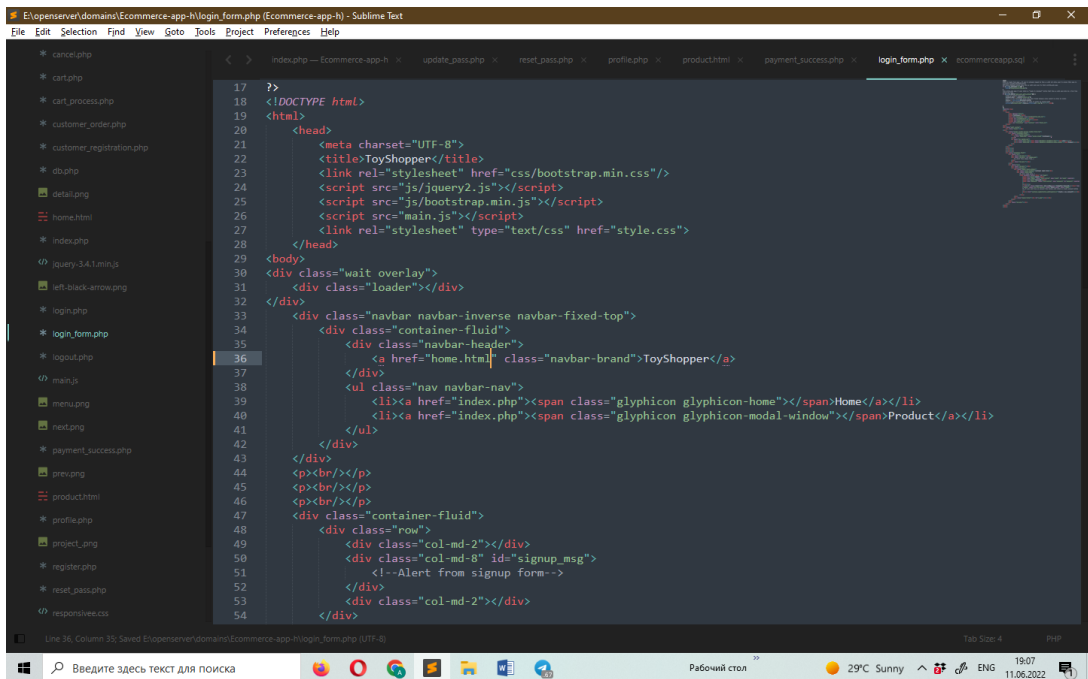 E:\openserver\domains\Ecommerce-app-h\login_form.php (Ecommerce-app-h) - Sublime Text
File Edit Selection Find View Goto Tools Project Preferences Help
index.php — Ecommerce-app-h × update_pass.php × reset_pass.php × profile.php × product.html × payment_success.php × login_form.php × ecommerceapp.sql ×
cancel.php
cart.php
cart_process.php
customer_order.php
customer_registration.php
db.php
detail.png
home.html
index.php
jquery-3.4.1.min.js
left-black-arrow.png
login.php
login_form.php
logout.php
main.js
menu.png
next.png
payment_success.php
prev.png
product.html
profile.php
project_.png
register.php
reset_pass.php
responsivee.css
17 ?>
18 <!DOCTYPE html>
19 <html>
20 <head>
21 <meta charset="UTF-8">
22 <title>ToyShopper</title>
23 <link rel="stylesheet" href="css/bootstrap.min.css"/>
24 <script src="js/jquery2.js"></script>
25 <script src="js/bootstrap.min.js"></script>
26 <script src="main.js"></script>
27 <link rel="stylesheet" type="text/css" href="style.css">
28 </head>
29 <body>
30 <div class="wait overlay">
31 <div class="loader"></div>
32 </div>
33 <div class="navbar navbar-inverse navbar-fixed-top">
34 <div class="container-fluid">
35 <div class="navbar-header">
36 <a href="home.html" class="navbar-brand">ToyShopper</a>
37 </div>
38 <ul class="nav navbar-nav">
39 <li><a href="index.php"><span class="glyphicon glyphicon-home"></span>Home</a></li>
40 <li><a href="index.php"><span class="glyphicon glyphicon-modal-window"></span>Product</a></li>
41 </ul>
42 </div>
43 </div>
44 <p><br/></p>
45 <p><br/></p>
46 <p><br/></p>
47 <div class="container-fluid">
48 <div class="row">
49 <div class="col-md-2"></div>
50 <div class="col-md-8" id="signup_msg">
51 <!--Alert from signup form-->
52 </div>
53 <div class="col-md-2"></div>
54 </div>
Line 36, Column 35; Saved E:\openserver\domains\Ecommerce-app-h\login_form.php (UTF-8) Tab Size: 4 PHP
Введите здесь текст для поиска Рабочий стол 29°C Sunny ENG 19:07
11.06.2022